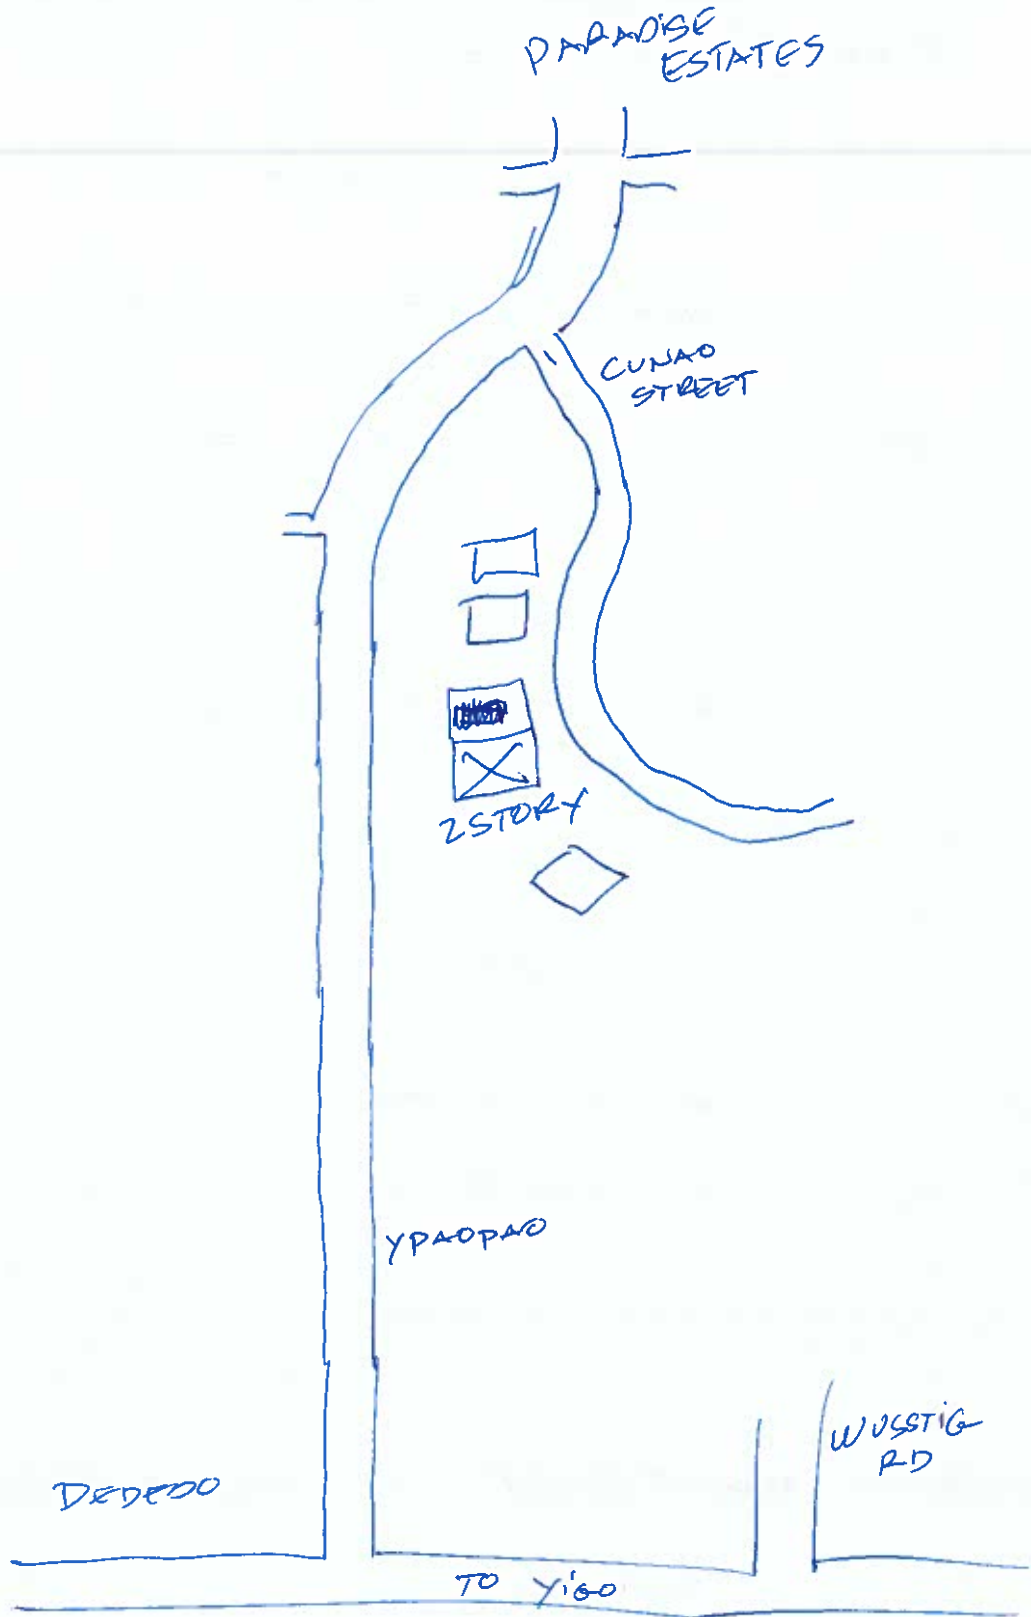 PARADISE
ESTATES
CUNAO
STREET
2STORY
YPAOPAO
WUSSTIG
RD
DEDEDO
TO YIGO